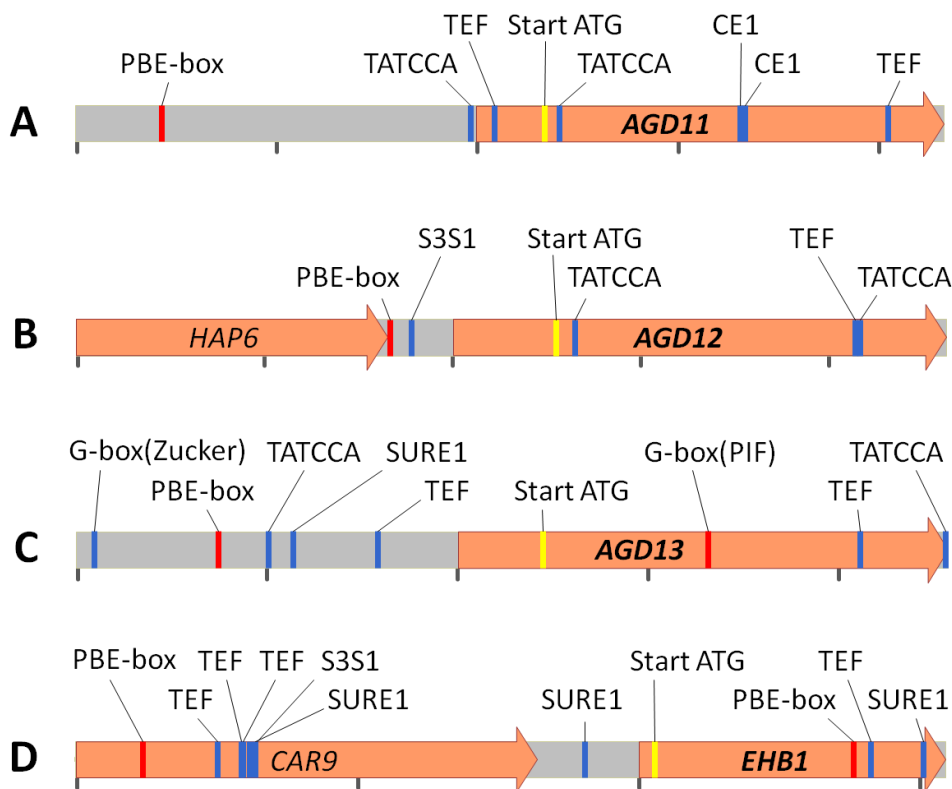 TEF Start ATG CE1
PBE-box TATCCA TATCCA CE1 TEF
A AGD11
S3S1 Start ATG TEF
PBE-box TATCCA TATCCA
B HAP6 AGD12
G-box(Zucker) TATCCA SURE1 G-box(PIF) TATCCA
PBE-box TEF Start ATG TEF
C AGD13
PBE-box TEF TEF S3S1 Start ATG TEF
TEF SURE1 SURE1 PBE-box SURE1
D CAR9 EHB1